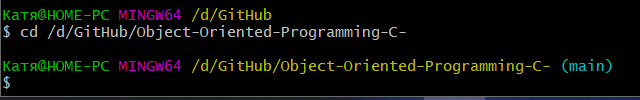 Катя@HOME-PC MINGW64 /d/GitHub
$ cd /d/GitHub/Object-Oriented-Programming-C-
Катя@HOME-PC MINGW64 /d/GitHub/Object-Oriented-Programming-C- (main)
$